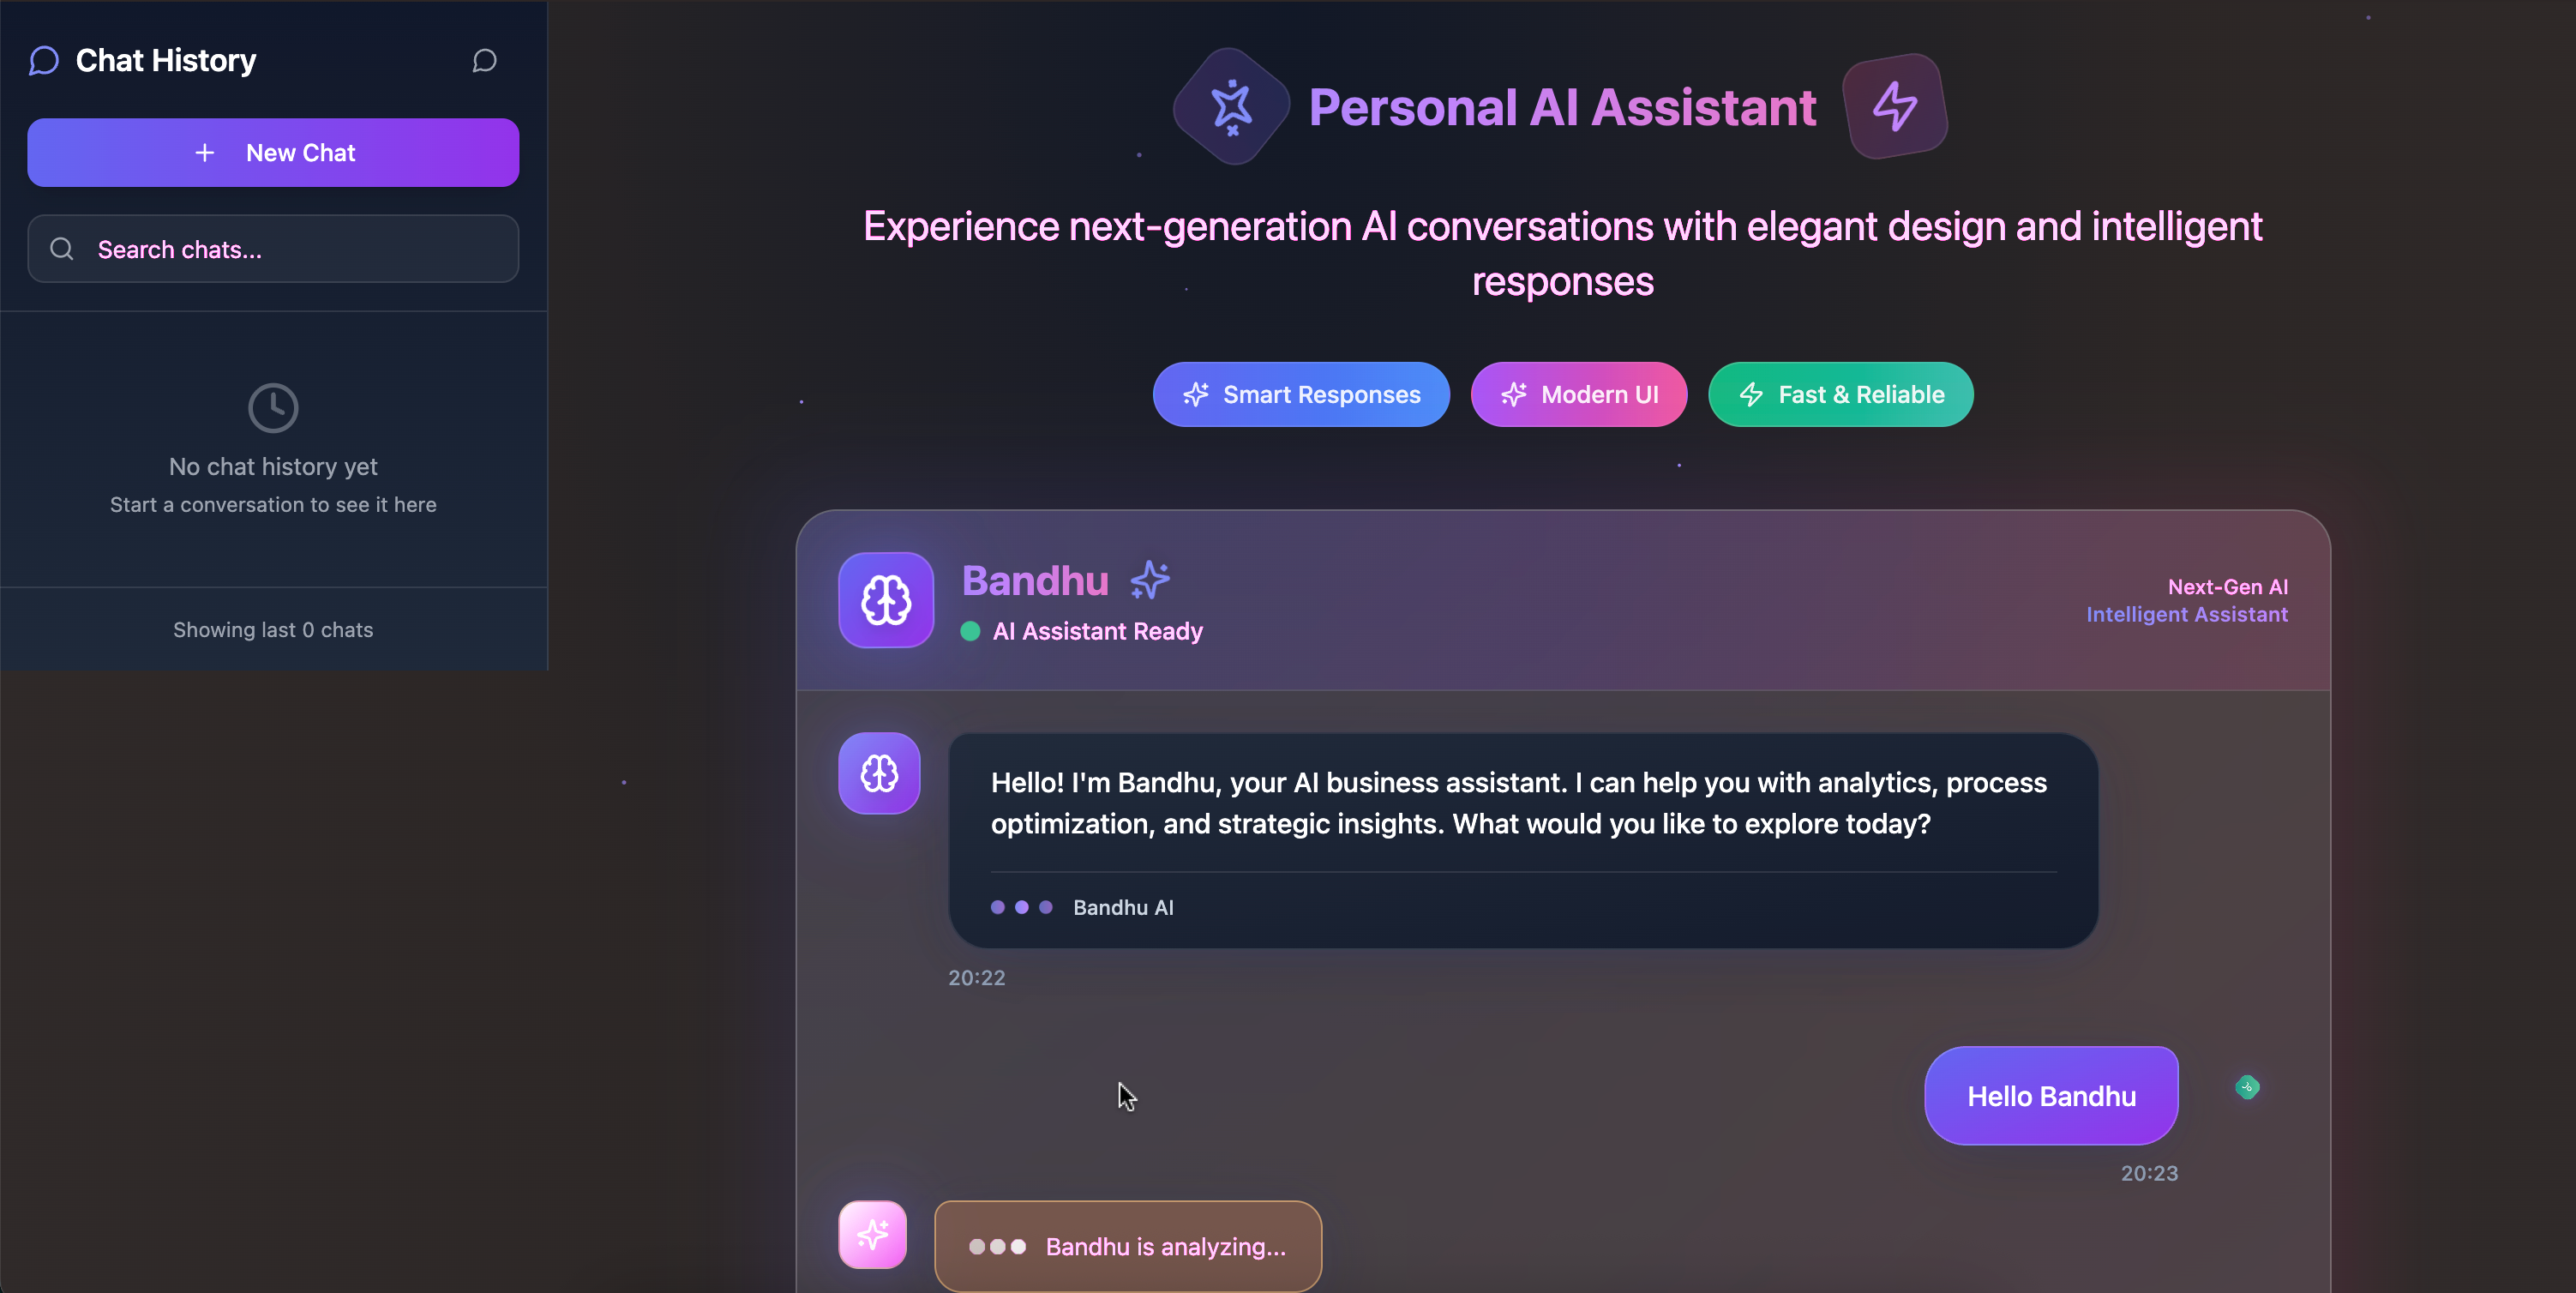 Chat History
New Chat
Search chats...
No chat history yet
Start a conversation to see it here
Showing last 0 chats
Personal AI Assistant
Experience next-generation AI conversations with elegant design and intelligent
responses
Smart Responses
Modern UI
Fast & Reliable
Bandhu
AI Assistant Ready
Next-Gen AI
Intelligent Assistant
Hello! I'm Bandhu, your AI business assistant. I can help you with analytics, process
optimization, and strategic insights. What would you like to explore today?
Bandhu AI
20:22
Hello Bandhu
20:23
Bandhu is analyzing...